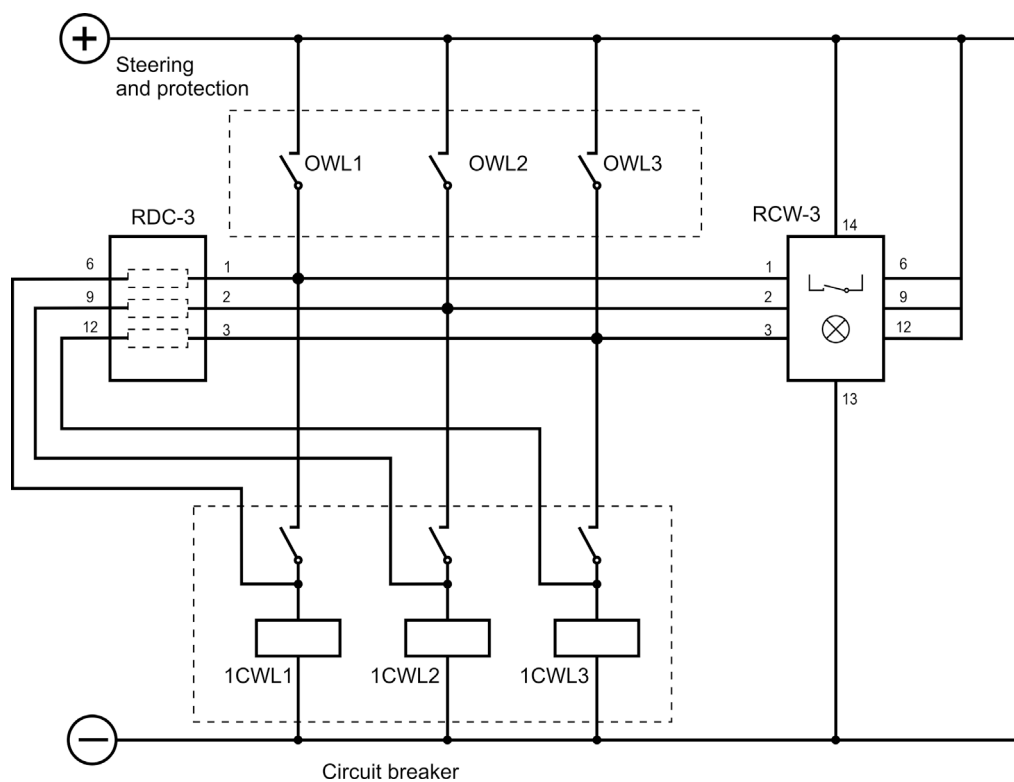 +
Steering
and protection
OWL1
OWL2
OWL3
RDC-3
RCW-3
14
6
1
1
6
9
2
2
9
12
3
3
12
13
1CWL1
1CWL2
1CWL3
−
Circuit breaker